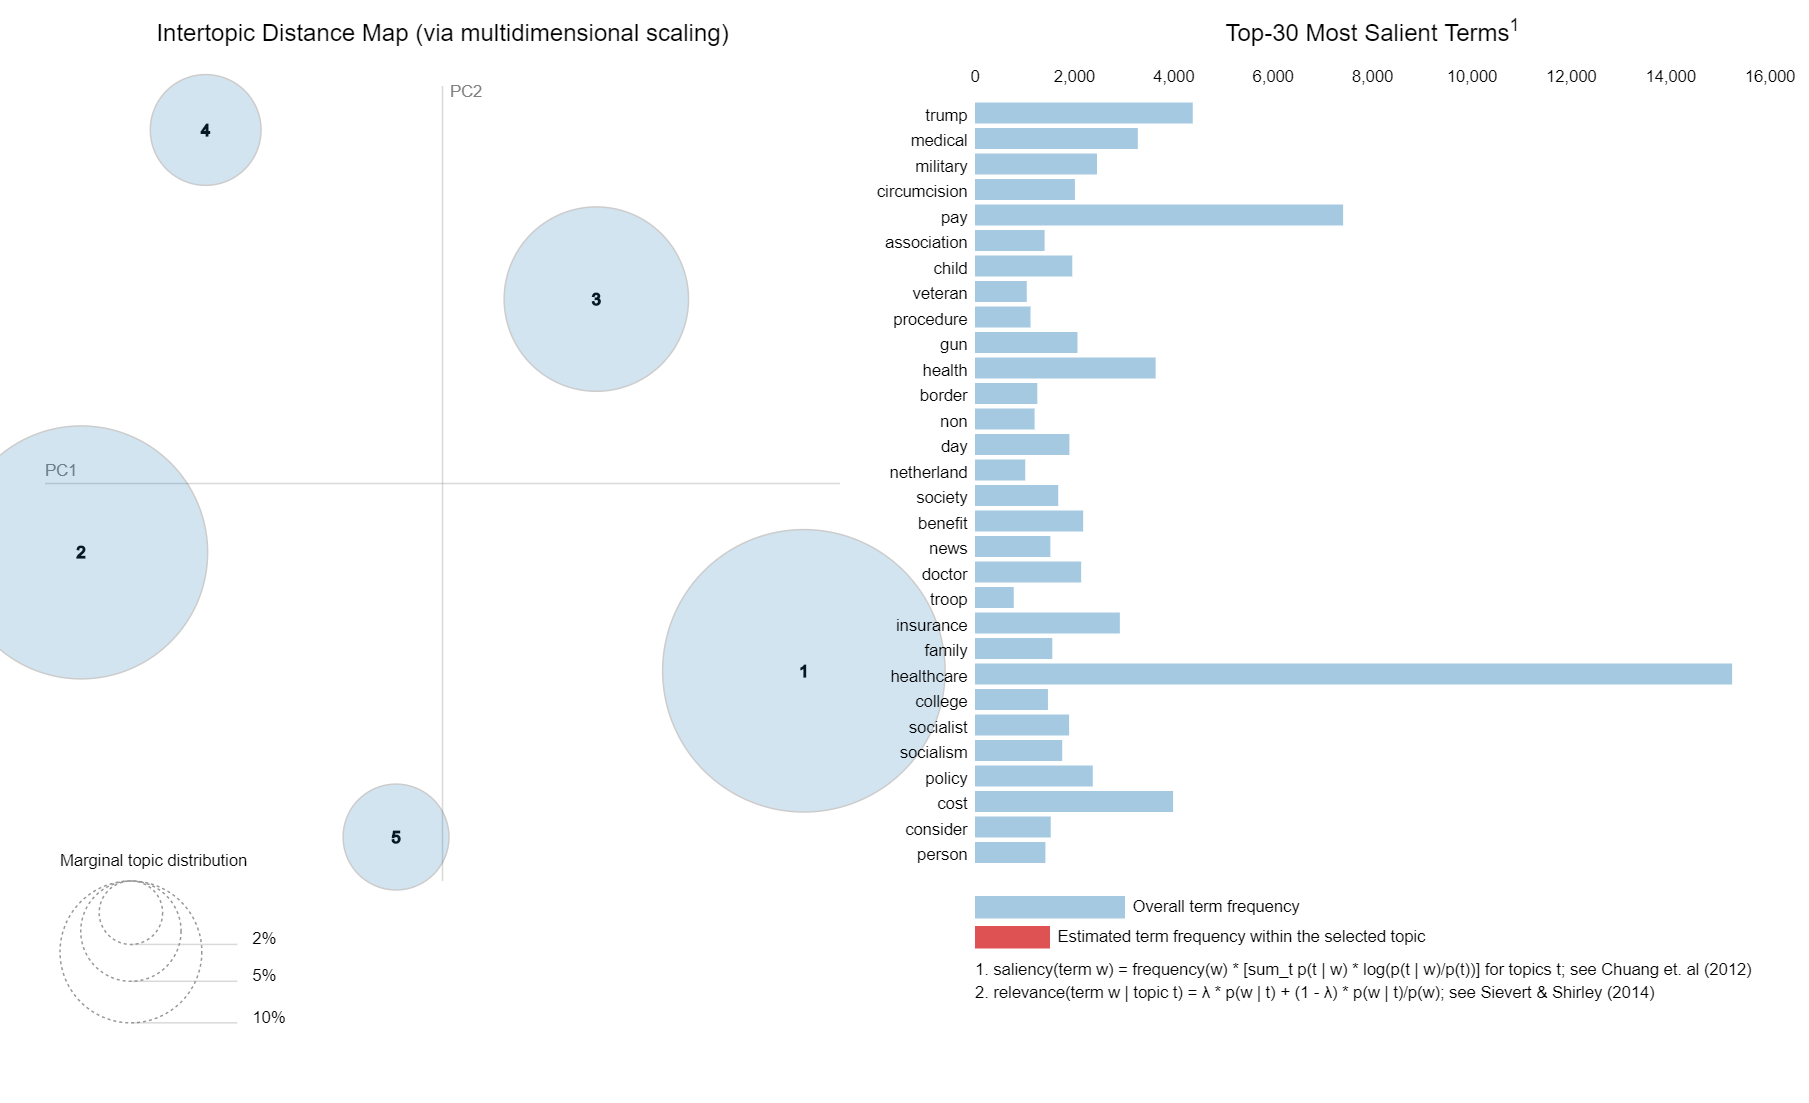 Intertopic Distance Map (via multidimensional scaling)
PC2
PC1
4
3
2
1
5
Marginal topic distribution
2%
5%
10%
Top-30 Most Salient Terms1
0 2,000 4,000 6,000 8,000 10,000 12,000 14,000 16,000
trump
medical
military
circumcision
pay
association
child
veteran
procedure
gun
health
border
non
day
netherland
society
benefit
news
doctor
troop
insurance
family
healthcare
college
socialist
socialism
policy
cost
consider
person
Overall term frequency
Estimated term frequency within the selected topic
1. saliency(term w) = frequency(w) * [sum_t p(t | w) * log(p(t | w)/p(t))] for topics t; see Chuang et. al (2012)
2. relevance(term w | topic t) = λ * p(w | t) + (1 - λ) * p(w | t)/p(w); see Sievert & Shirley (2014)